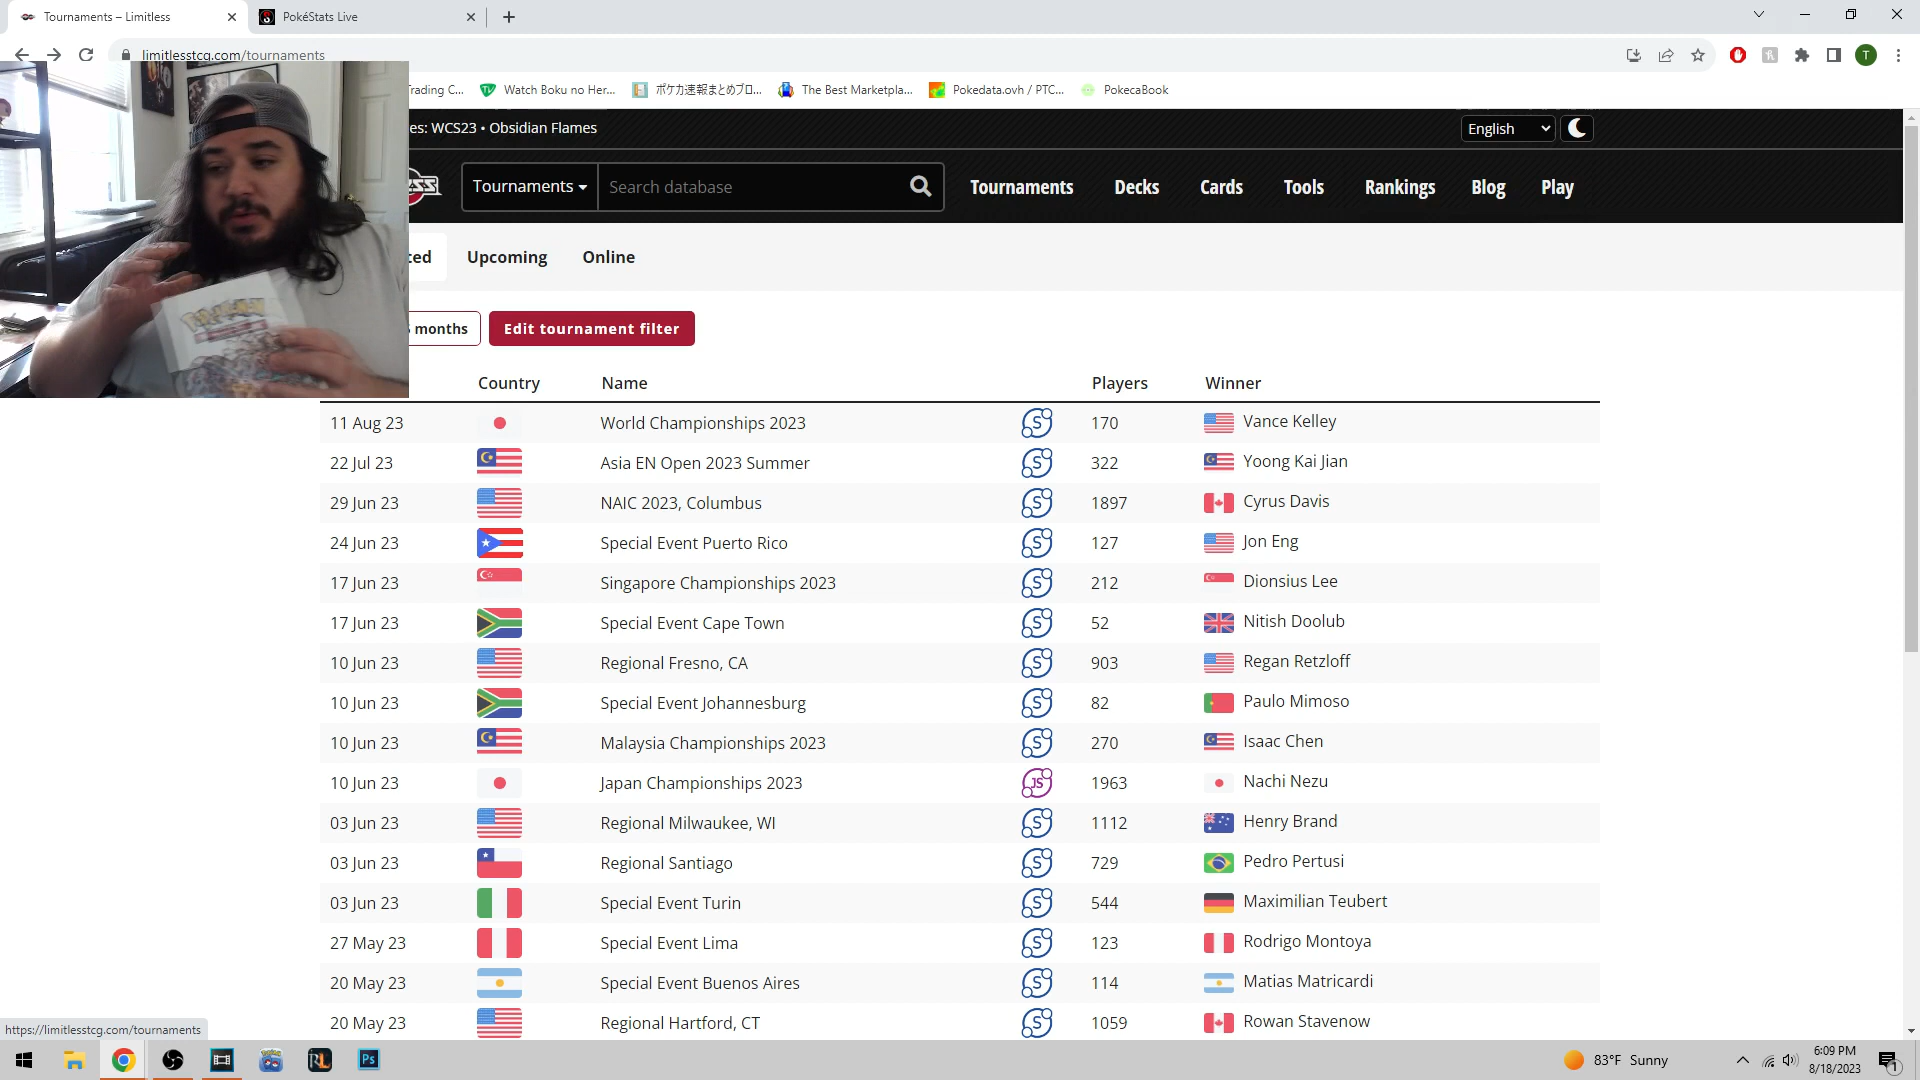 Tournaments – Limitless
PokéStats Live
limitlesstcg.com/tournaments
T
Trading C...
Watch Boku no Her...
ポケカ速報まとめブロ...
The Best Marketpla...
Pokedata.ovh / PTC...
PokecaBook
es: WCS23 • Obsidian Flames
English
Tournaments
Search database
Tournaments
Decks
Cards
Tools
Rankings
Blog
Play
ted
Upcoming
Online
months
Edit tournament filter
Country Name Players Winner
11 Aug 23 World Championships 2023 S 170 Vance Kelley
22 Jul 23 Asia EN Open 2023 Summer S 322 Yoong Kai Jian
29 Jun 23 NAIC 2023, Columbus S 1897 Cyrus Davis
24 Jun 23 Special Event Puerto Rico S 127 Jon Eng
17 Jun 23 Singapore Championships 2023 S 212 Dionsius Lee
17 Jun 23 Special Event Cape Town S 52 Nitish Doolub
10 Jun 23 Regional Fresno, CA S 903 Regan Retzloff
10 Jun 23 Special Event Johannesburg S 82 Paulo Mimoso
10 Jun 23 Malaysia Championships 2023 S 270 Isaac Chen
10 Jun 23 Japan Championships 2023 JS 1963 Nachi Nezu
03 Jun 23 Regional Milwaukee, WI S 1112 Henry Brand
03 Jun 23 Regional Santiago S 729 Pedro Pertusi
03 Jun 23 Special Event Turin S 544 Maximilian Teubert
27 May 23 Special Event Lima S 123 Rodrigo Montoya
20 May 23 Special Event Buenos Aires S 114 Matias Matricardi
20 May 23 Regional Hartford, CT S 1059 Rowan Stavenow
https://limitlesstcg.com/tournaments
RL
Ps
83°F Sunny
6:09 PM
8/18/2023
1